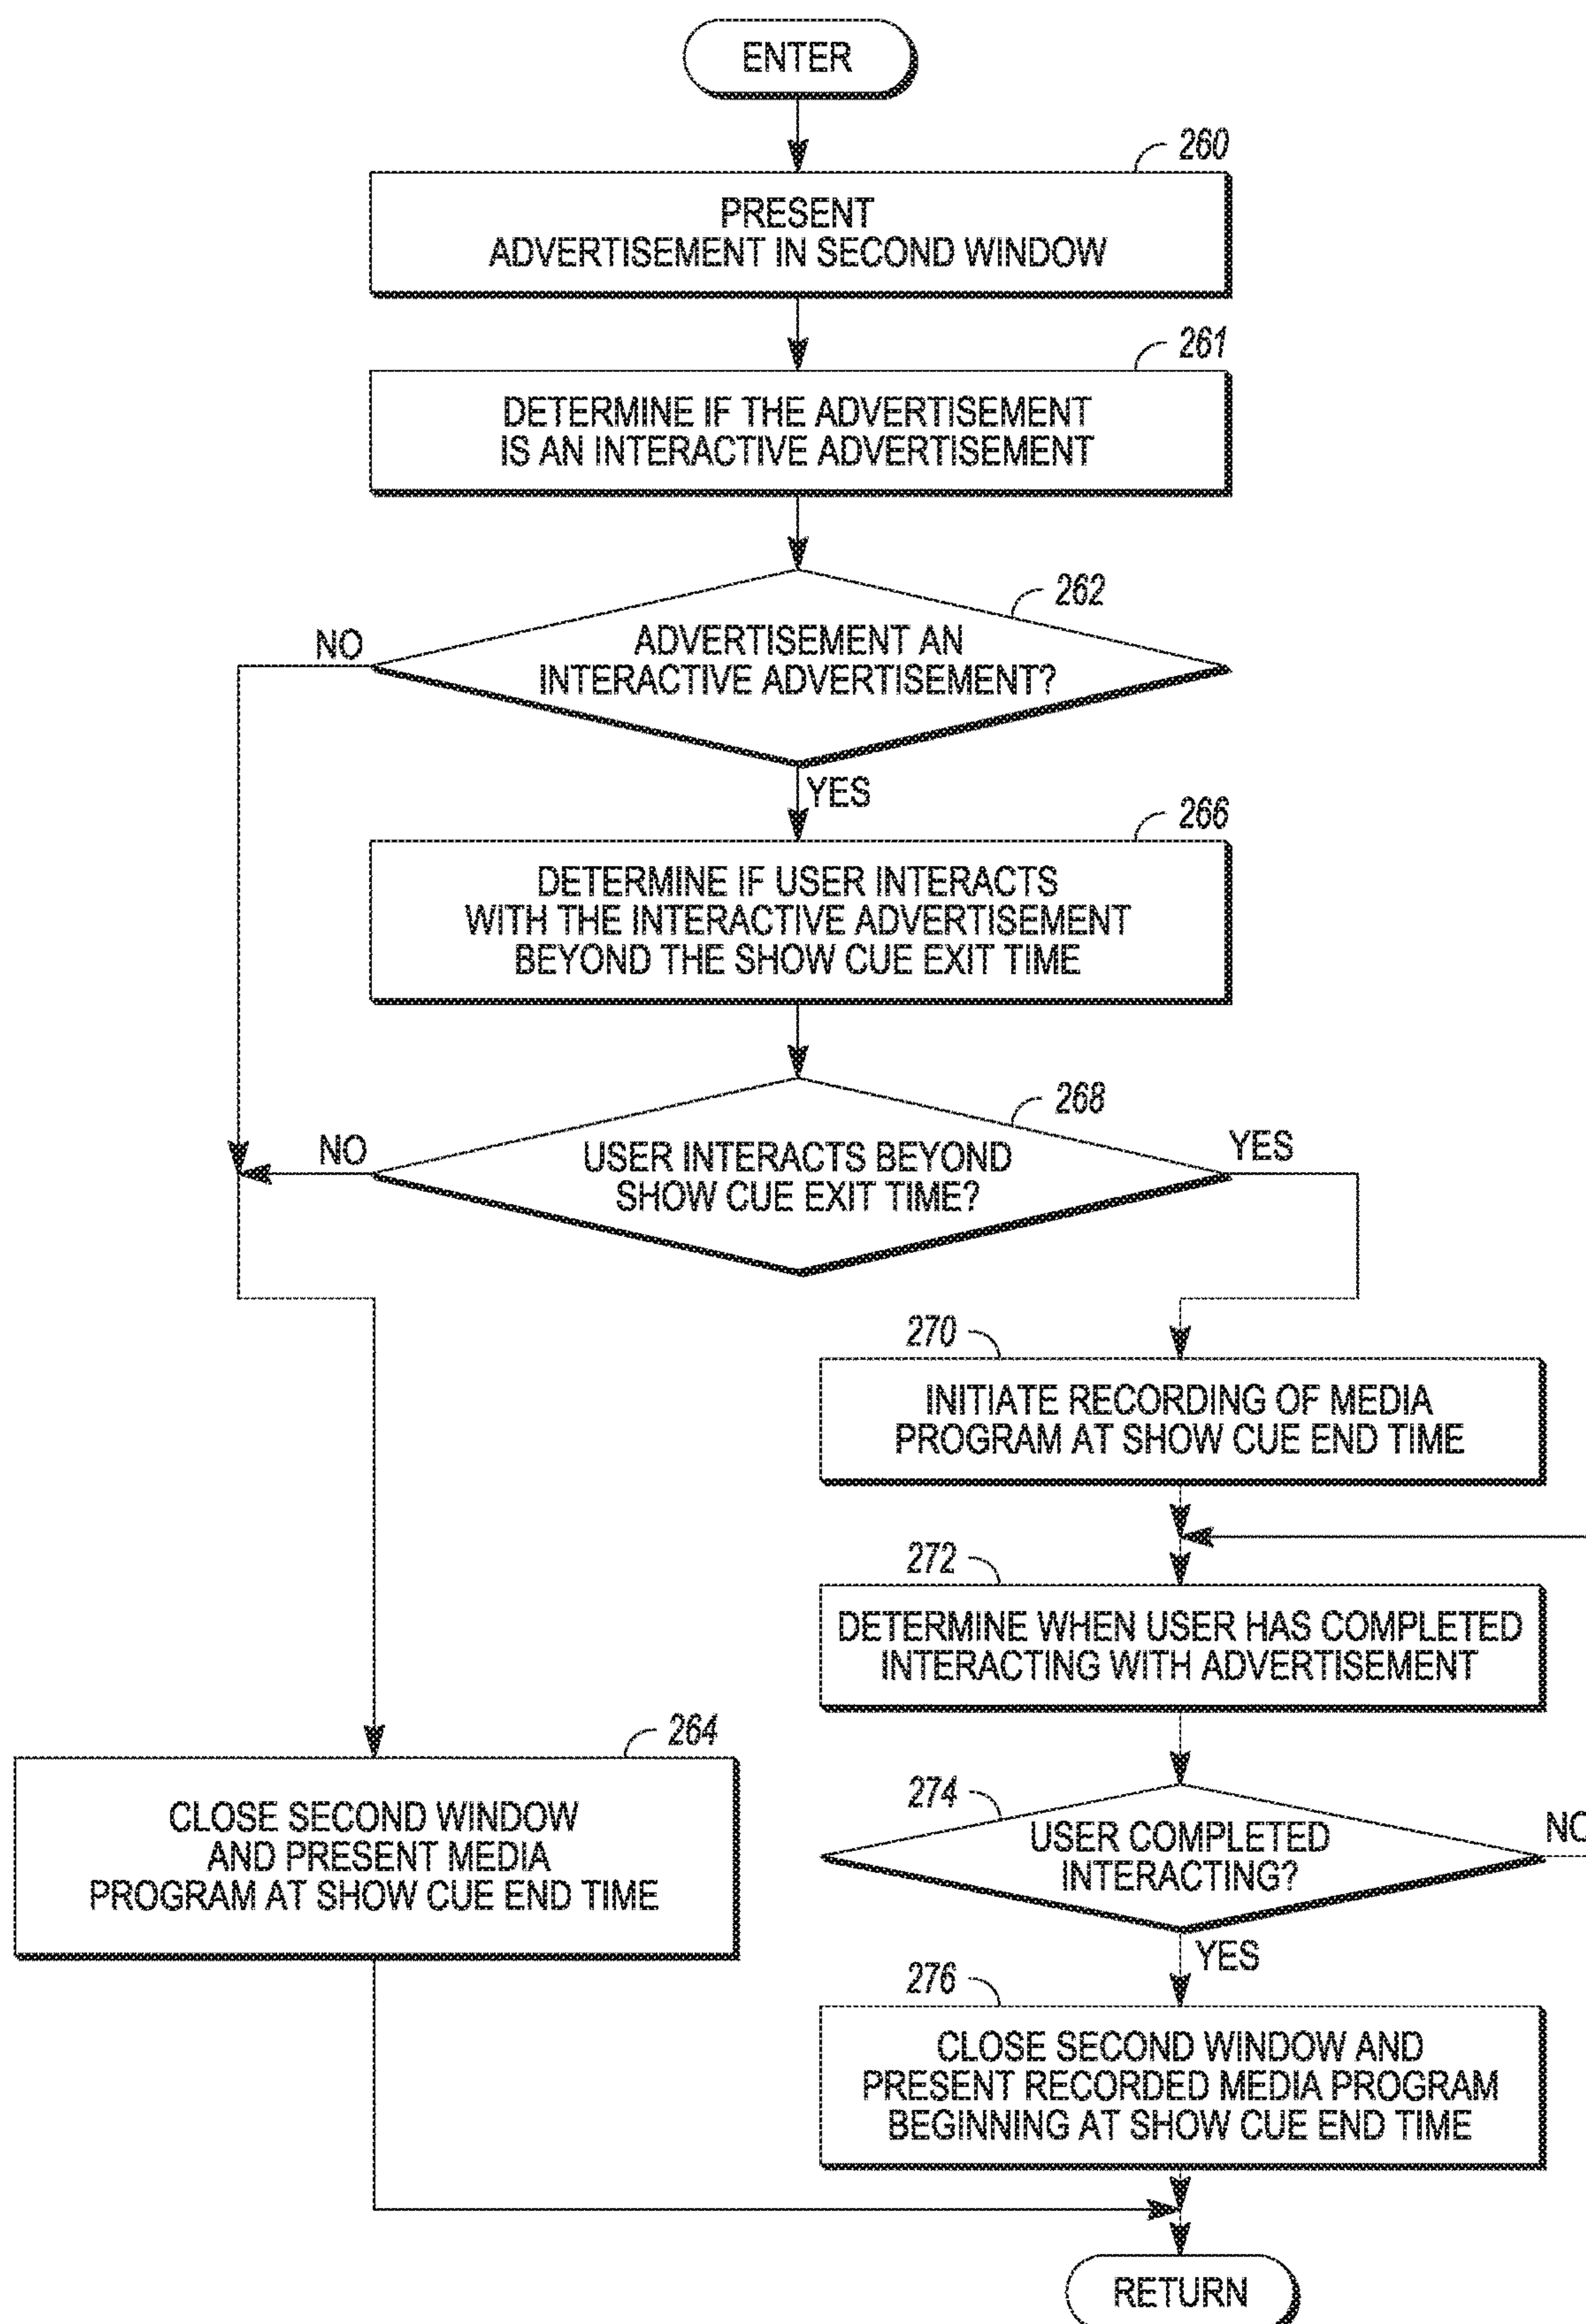 ENTER
260
PRESENT
ADVERTISEMENT IN SECOND WINDOW
261
DETERMINE IF THE ADVERTISEMENT
IS AN INTERACTIVE ADVERTISEMENT
262
NO
ADVERTISEMENT AN
INTERACTIVE ADVERTISEMENT?
YES
266
DETERMINE IF USER INTERACTS
WITH THE INTERACTIVE ADVERTISEMENT
BEYOND THE SHOW CUE EXIT TIME
268
NO
USER INTERACTS BEYOND
SHOW CUE EXIT TIME?
YES
270
INITIATE RECORDING OF MEDIA
PROGRAM AT SHOW CUE END TIME
272
DETERMINE WHEN USER HAS COMPLETED
INTERACTING WITH ADVERTISEMENT
264
CLOSE SECOND WINDOW
AND PRESENT MEDIA
PROGRAM AT SHOW CUE END TIME
274
USER COMPLETED
INTERACTING?
NO
YES
276
CLOSE SECOND WINDOW AND
PRESENT RECORDED MEDIA PROGRAM
BEGINNING AT SHOW CUE END TIME
RETURN